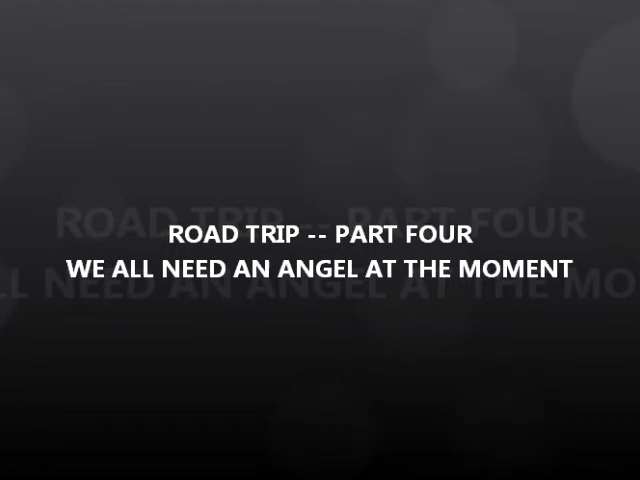 ROAD TRIP -- PART FOUR
WE ALL NEED AN ANGEL AT THE MOMENT